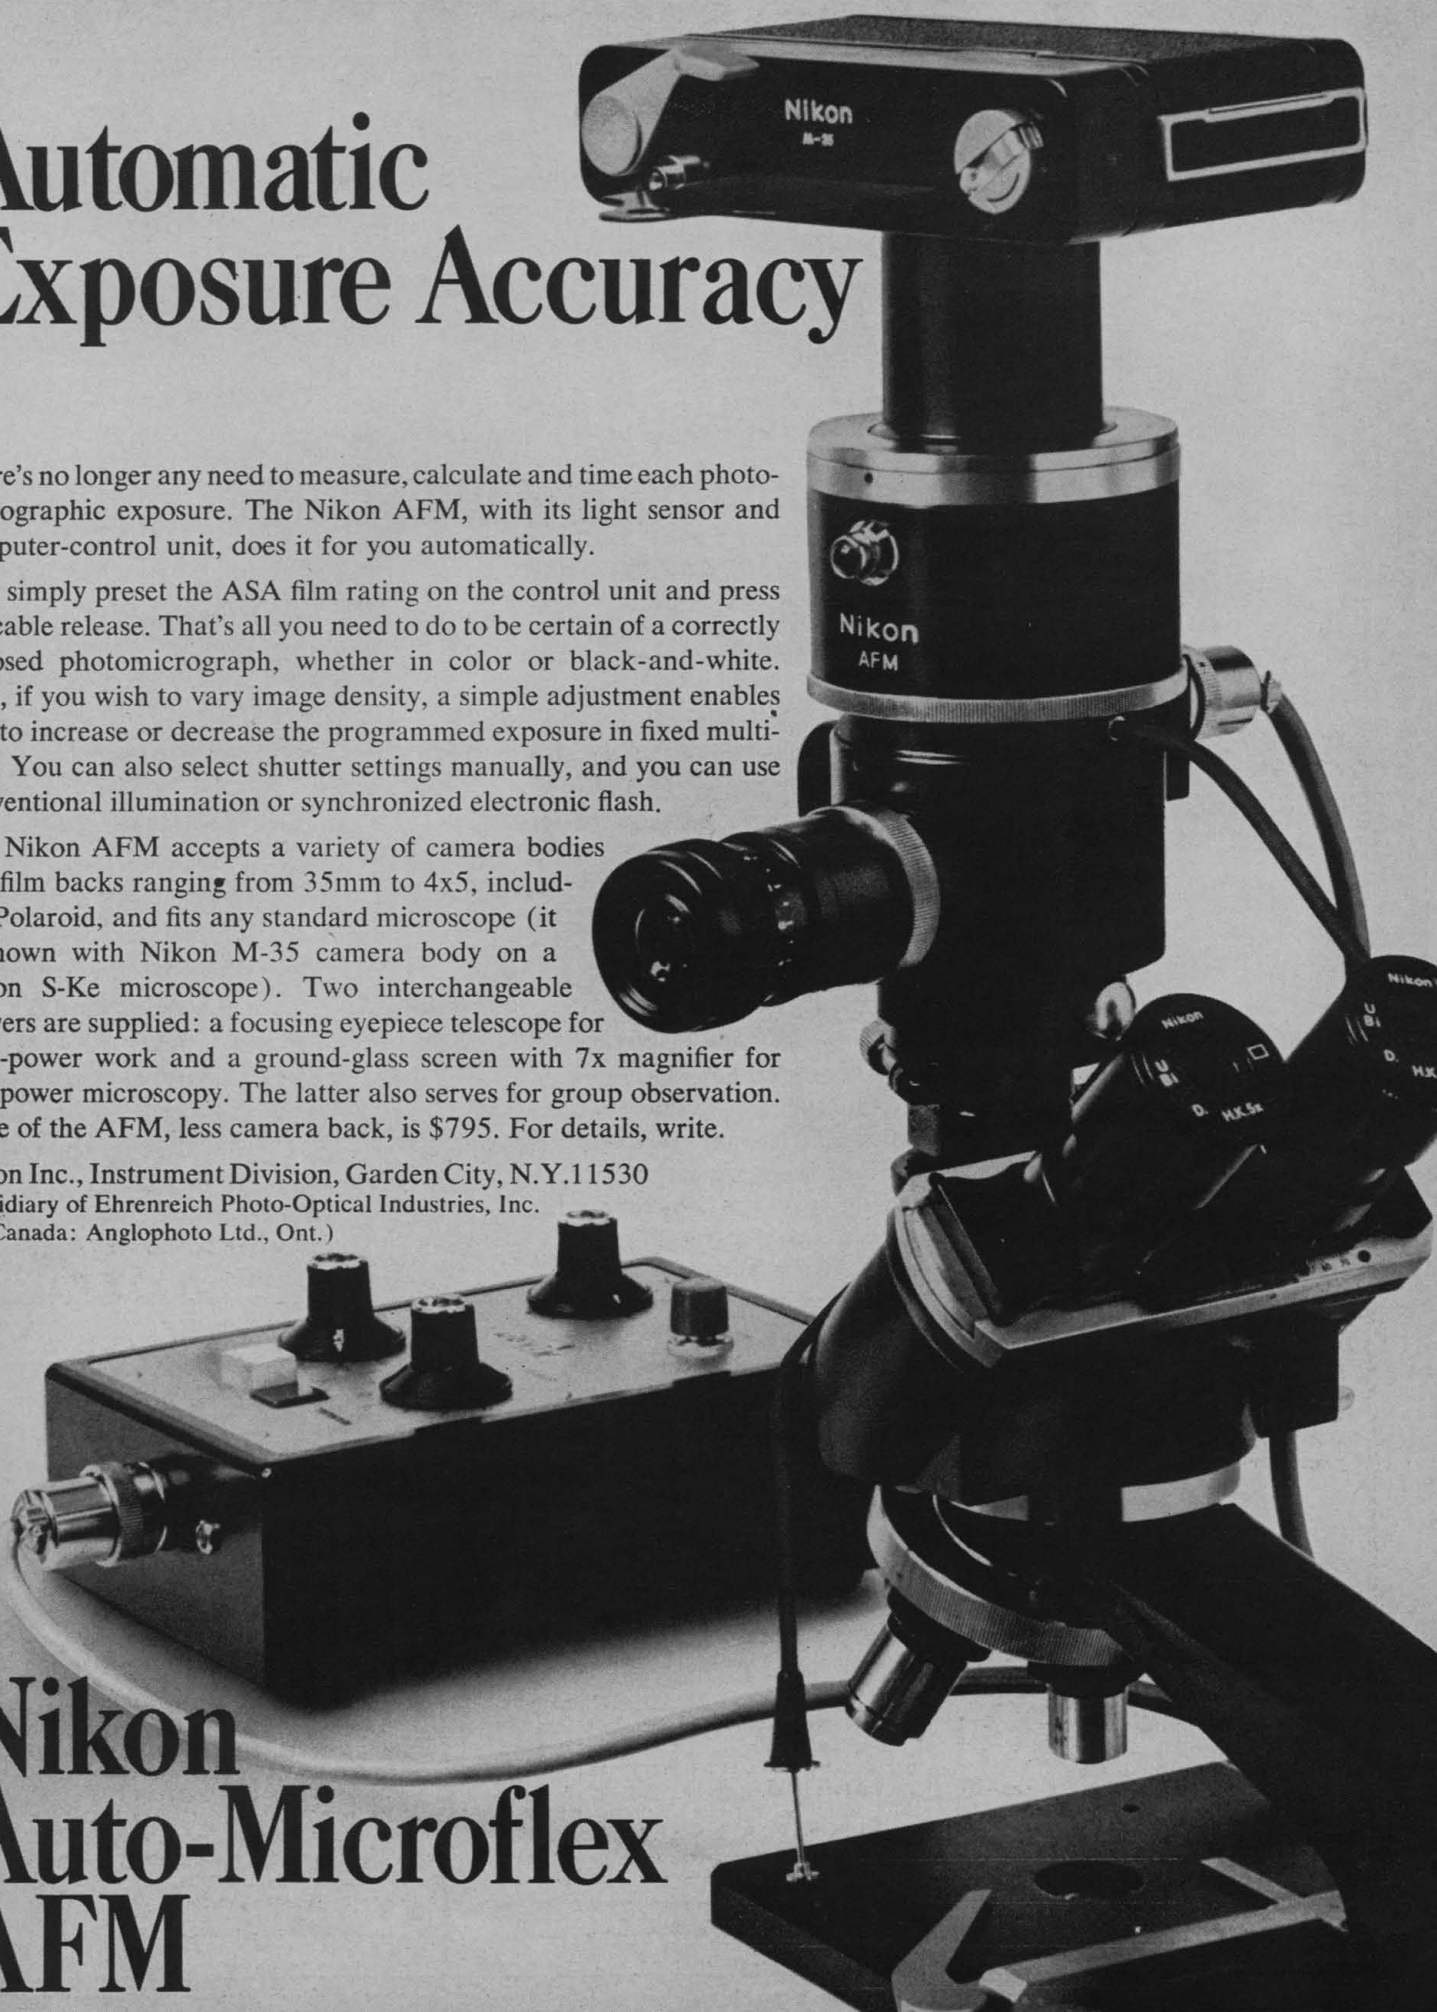 Nikon
M-35
Automatic
Exposure Accuracy
re's no longer any need to measure, calculate and time each photo-
ographic exposure. The Nikon AFM, with its light sensor and
puter-control unit, does it for you automatically.
simply preset the ASA film rating on the control unit and press
cable release. That's all you need to do to be certain of a correctly
osed photomicrograph, whether in color or black-and-white.
, if you wish to vary image density, a simple adjustment enables
to increase or decrease the programmed exposure in fixed multi-
You can also select shutter settings manually, and you can use
ventional illumination or synchronized electronic flash.
Nikon AFM accepts a variety of camera bodies
film backs ranging from 35mm to 4x5, includ-
Polaroid, and fits any standard microscope (it
hown with Nikon M-35 camera body on a
on S-Ke microscope). Two interchangeable
wers are supplied: a focusing eyepiece telescope for
-power work and a ground-glass screen with 7x magnifier for
power microscopy. The latter also serves for group observation.
e of the AFM, less camera back, is $795. For details, write.
on Inc., Instrument Division, Garden City, N.Y.11530
idiary of Ehrenreich Photo-Optical Industries, Inc.
Canada: Anglophoto Ltd., Ont.)
Nikon
AFM
Nikon
U
Bi
D.
H.K.5x
Nikon
U
Bi
D.
H.K
Nikon
Auto-Microflex
AFM